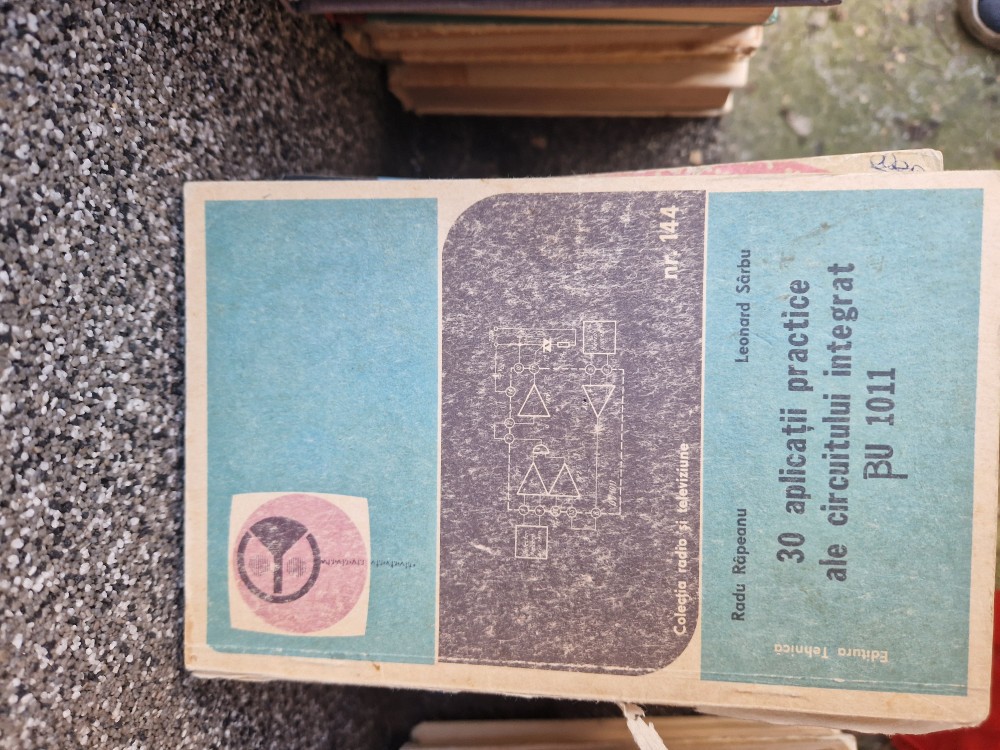 Colecția radio și televiziune nr. 144
Radu Râpeanu Leonard Sârbu
30 aplicații practice
ale circuitului integrat
βU 1011
Editura Tehnică